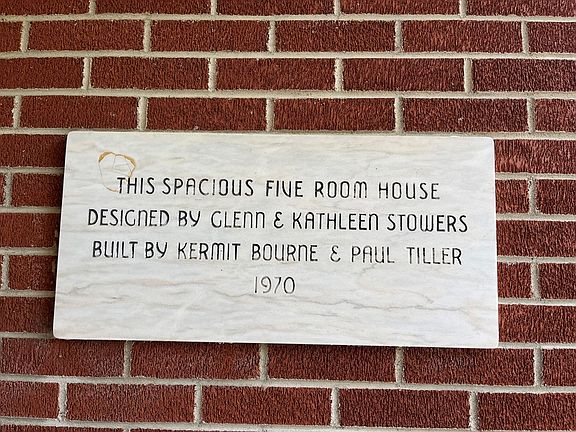 THIS SPACIOUS FIVE ROOM HOUSE
DESIGNED BY GLENN & KATHLEEN STOWERS
BUILT BY KERMIT BOURNE & PAUL TILLER
1970